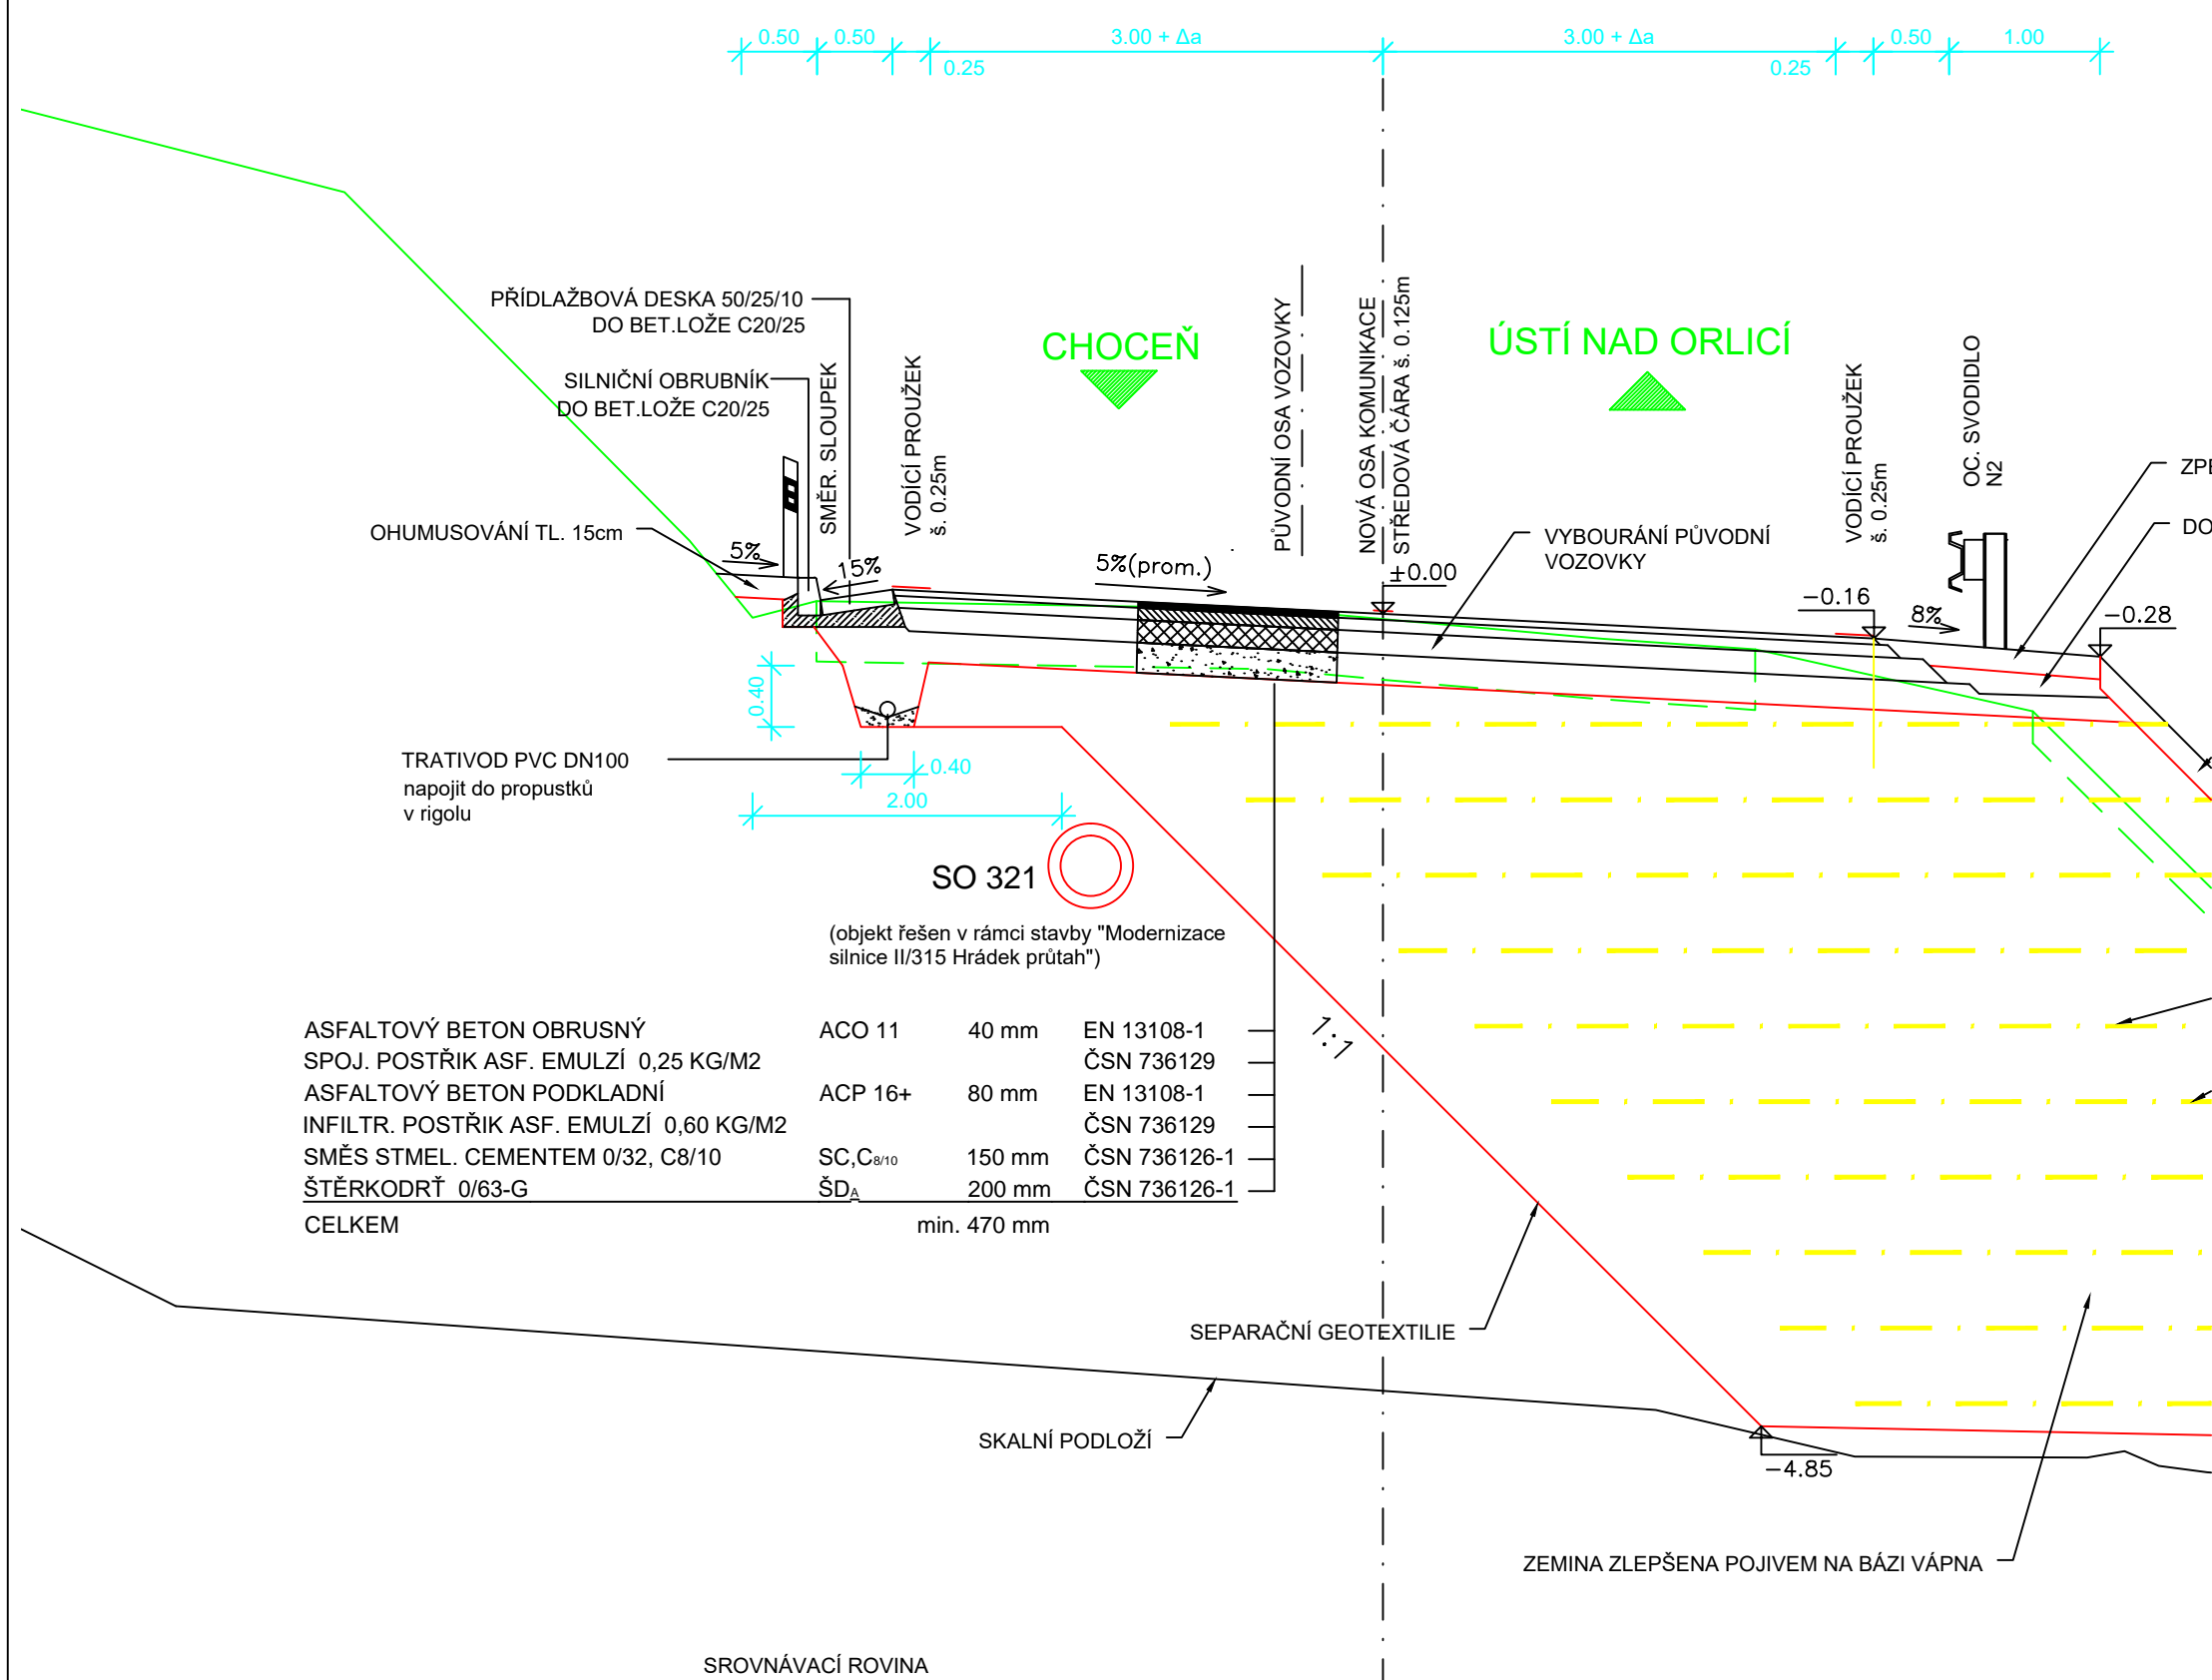 0.50 0.50 3.00 + Δa 3.00 + Δa 0.50 1.00
0.25 0.25
PŘÍDLAŽBOVÁ DESKA 50/25/10
DO BET.LOŽE C20/25
SILNIČNÍ OBRUBNÍK
DO BET.LOŽE C20/25
SMĚR. SLOUPEK
VODÍCÍ PROUŽEK
š. 0.25m
CHOCEŇ
PŮVODNÍ OSA VOZOVKY
NOVÁ OSA KOMUNIKACE
STŘEDOVÁ ČÁRA š. 0.125m
ÚSTÍ NAD ORLICÍ
VODÍCÍ PROUŽEK
š. 0.25m
OC. SVODIDLO
N2
OHUMUSOVÁNÍ TL. 15cm
VYBOURÁNÍ PŮVODNÍ
VOZOVKY
5%
15%
5%(prom.)
±0.00
−0.16
8%
−0.28
0.40
TRATIVOD PVC DN100
napojit do propustků
v rigolu
0.40
2.00
SO 321
(objekt řešen v rámci stavby "Modernizace
silnice II/315 Hrádek průtah")
ASFALTOVÝ BETON OBRUSNÝ ACO 11 40 mm EN 13108-1
SPOJ. POSTŘIK ASF. EMULZÍ 0,25 KG/M2 ČSN 736129
ASFALTOVÝ BETON PODKLADNÍ ACP 16+ 80 mm EN 13108-1
INFILTR. POSTŘIK ASF. EMULZÍ 0,60 KG/M2 ČSN 736129
SMĚS STMEL. CEMENTEM 0/32, C8/10 SC,C8/10 150 mm ČSN 736126-1
ŠTĚRKODRŤ 0/63-G ŠDA 200 mm ČSN 736126-1
CELKEM min. 470 mm
1:1
SEPARAČNÍ GEOTEXTILIE
SKALNÍ PODLOŽÍ
−4.85
ZEMINA ZLEPŠENA POJIVEM NA BÁZI VÁPNA
SROVNÁVACÍ ROVINA